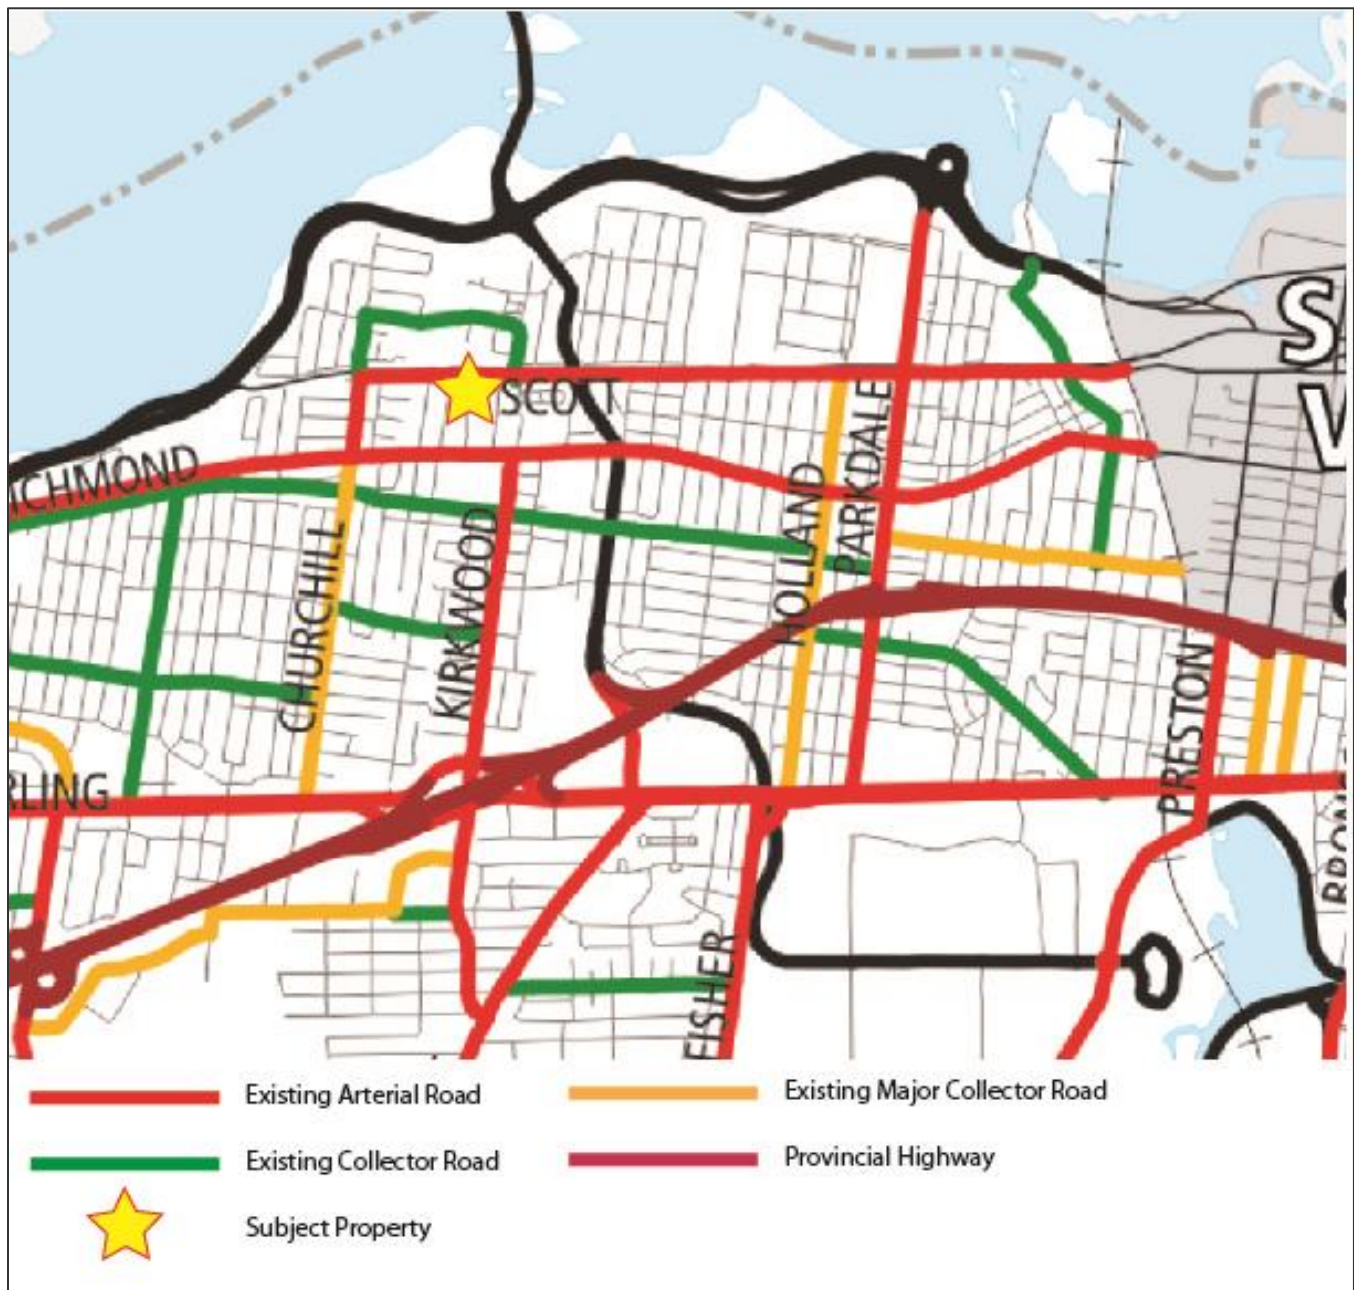 S
SCOTT
V
PARKDALE
ICHMOND
HOLLAND
KIRKWOOD
CHURCHILL
PRESTON
RLING
BRON
FISHER
Existing Arterial Road
Existing Major Collector Road
Existing Collector Road
Provincial Highway
Subject Property